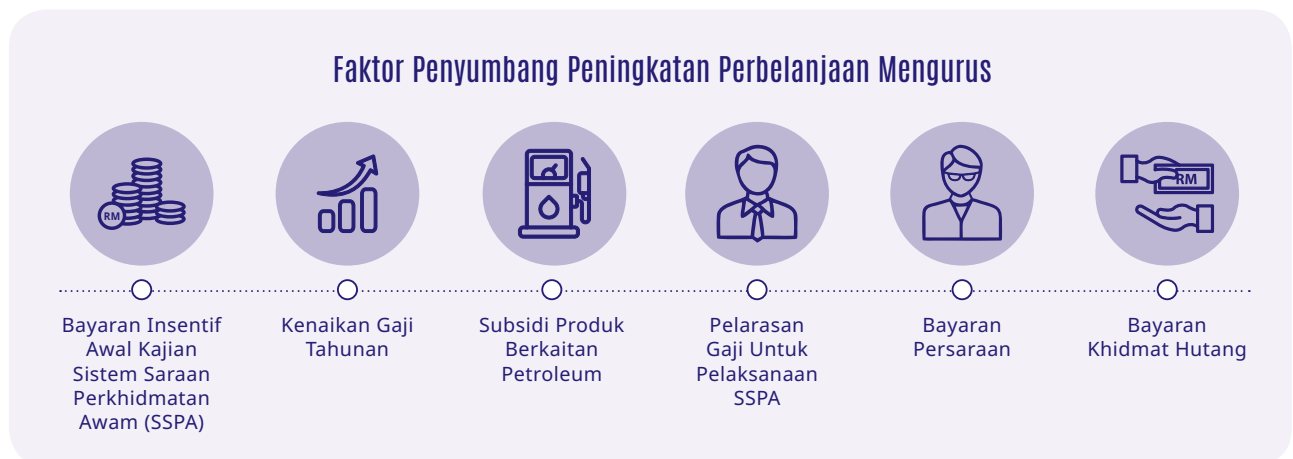 Faktor Penyumbang Peningkatan Perbelanjaan Mengurus
RM
RM
Bayaran Insentif
Awal Kajian
Sistem Saraan
Perkhidmatan
Awam (SSPA)
Kenaikan Gaji
Tahunan
Subsidi Produk
Berkaitan
Petroleum
Pelarasan
Gaji Untuk
Pelaksanaan
SSPA
Bayaran
Persaraan
Bayaran
Khidmat Hutang